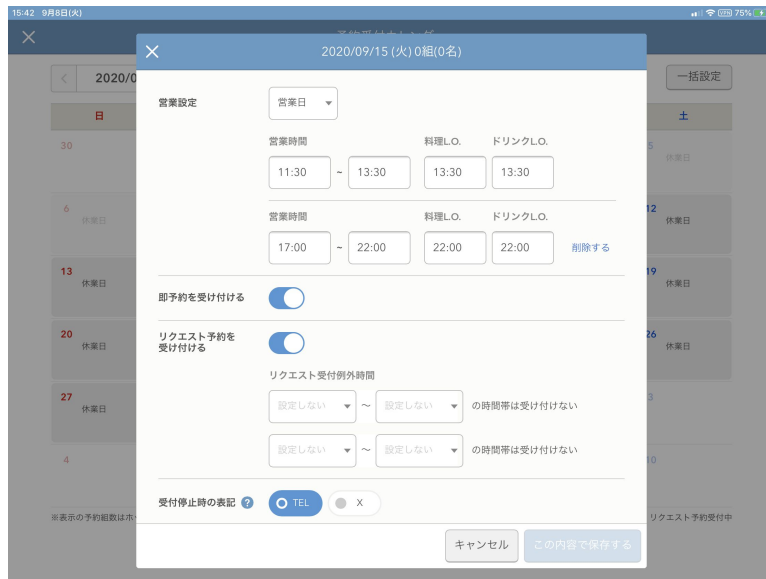 15:42 9月8日(火)
75%
予約受付カレンダー
2020/09/15 (火) 0組(0名)
2020/0
一括設定
日
土
営業設定
営業日
営業時間 料理L.O. ドリンクL.O.
11:30 ~ 13:30 13:30 13:30
営業時間 料理L.O. ドリンクL.O.
17:00 ~ 22:00 22:00 22:00 削除する
即予約を受け付ける
リクエスト予約を
受け付ける
リクエスト受付例外時間
設定しない ～ 設定しない の時間帯は受け付けない
設定しない ～ 設定しない の時間帯は受け付けない
受付停止時の表記 ? TEL X
キャンセル この内容で保存する
30
5
休業日
6
休業日
12
休業日
13
休業日
19
休業日
20
休業日
26
休業日
27
休業日
3
4
10
※表示の予約組数はホ
リクエスト予約受付中